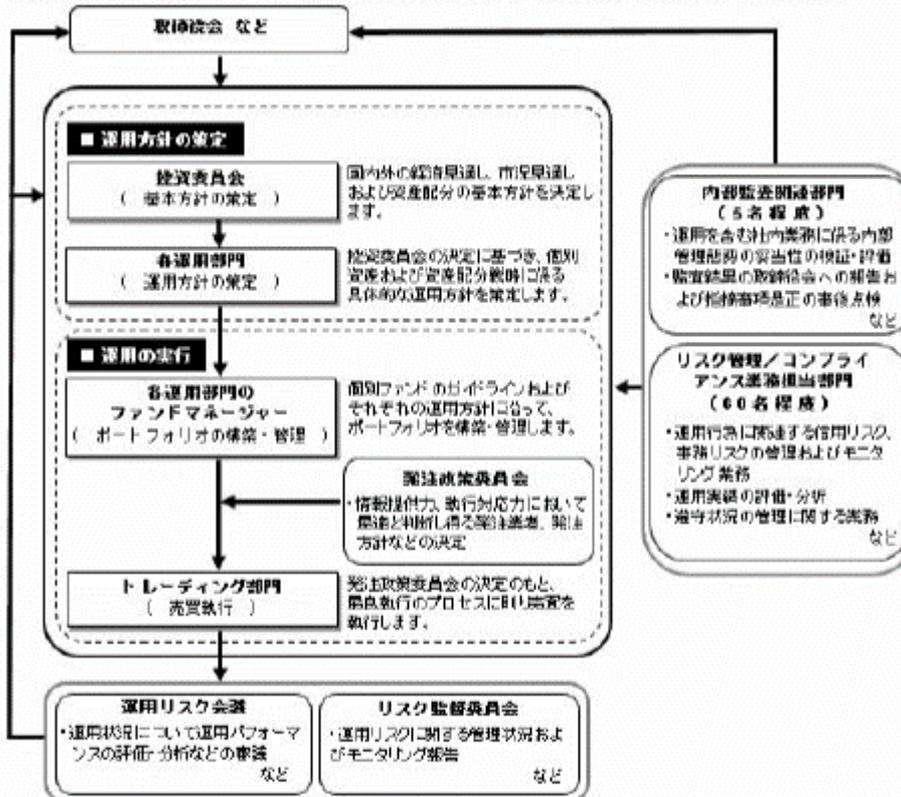 取締役会 など
■ 運用方針の策定
投資委員会
( 基本方針の策定 )
国内外の経済見通し、市況見通し
および資産配分の基本方針を決定し
ます。
各運用部門
( 運用方針の策定 )
投資委員会の決定に基づき、個別
資産および資産配分戦略に係る
具体的な運用方針を策定します。
■ 運用の実行
各運用部門の
ファンドマネージャー
( ポートフォリオの構築・管理 )
個別ファンドのガイドラインおよび
それぞれの運用方針に沿って、
ポートフォリオを構築・管理します。
発注政策委員会
・情報提供力、執行対応力において
最適と判断し得る発注業者、発注
方針などの決定
トレーディング部門
( 売買執行 )
発注政策委員会の決定のもと、
最良執行のプロセスに則り売買を
執行します。
内部監査関連部門
(5名程度)
・運用を含む社内業務に係る内部
管理態勢の妥当性の検証・評価
・監査結果の取締役会への報告お
よび指摘事項是正の事後点検
など
リスク管理/コンプライ
アンス業務担当部門
(60名程度)
・運用行為に関連する信用リスク、
事務リスクの管理およびモニタ
リング業務
・運用実績の評価・分析
・遵守状況の管理に関する業務
など
運用リスク会議
・運用状況について運用パフォーマ
ンスの評価・分析などの審議
など
リスク監督委員会
・運用リスクに関する管理状況およ
びモニタリング報告
など